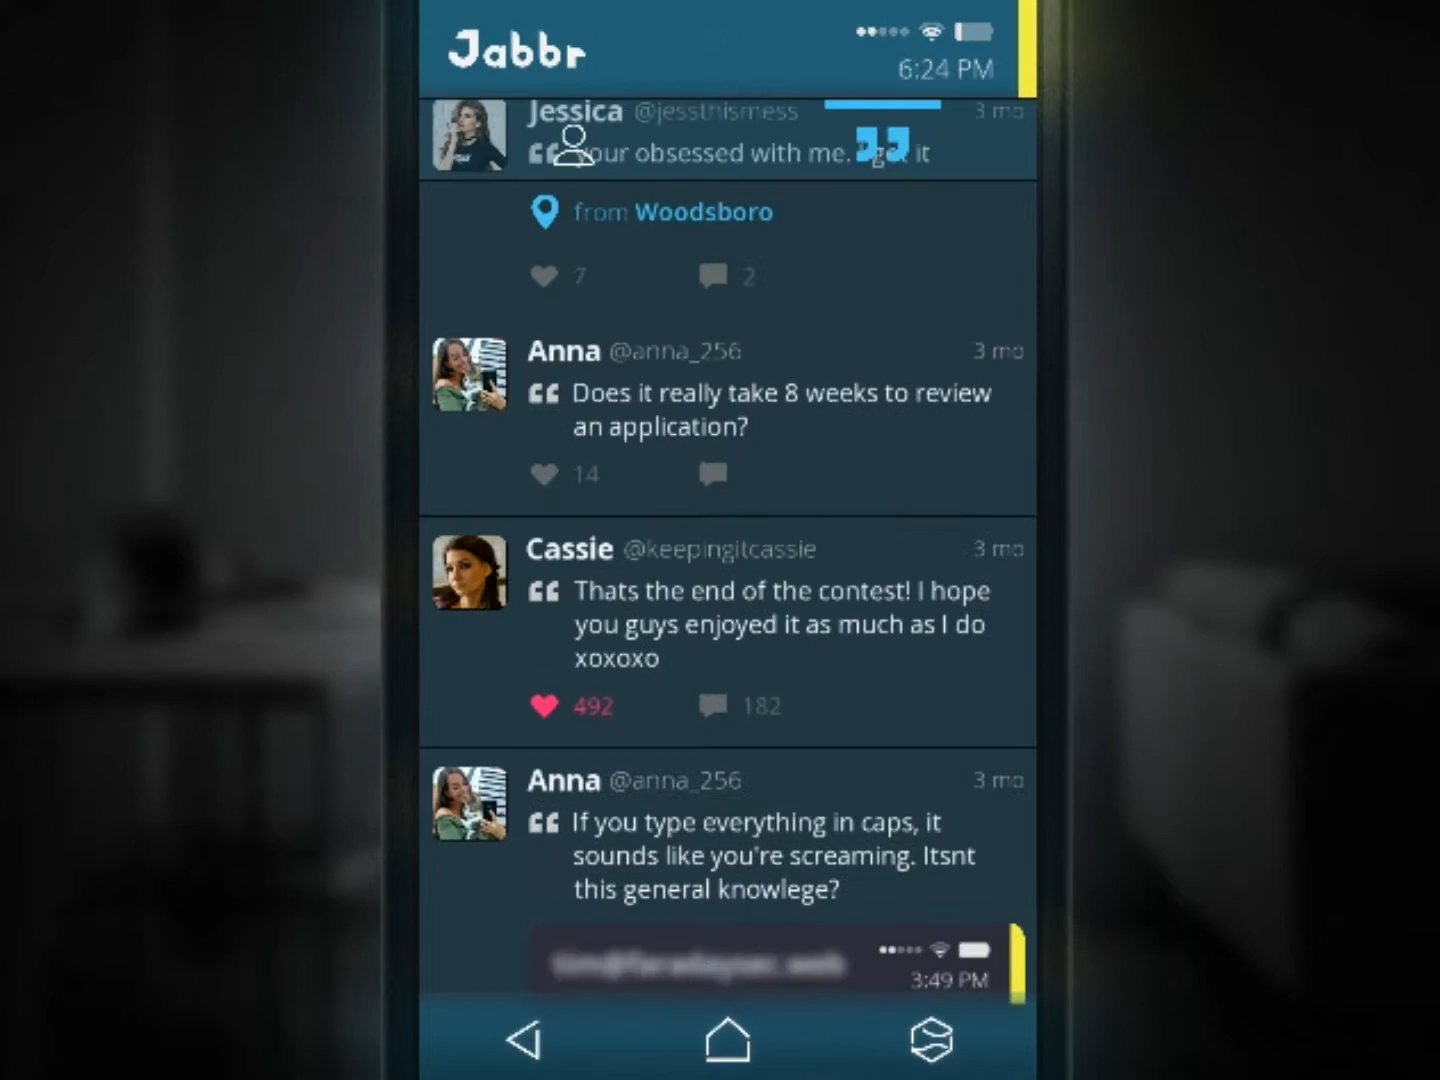 Jabbr
6:24 PM
Jessica @jessthismess 3 mo
your obsessed with me. I get it
from Woodsboro
7 2
Anna @anna_256 3 mo
Does it really take 8 weeks to review
an application?
14
Cassie @keepingitcassie 3 mo
Thats the end of the contest! I hope
you guys enjoyed it as much as I do
xoxoxo
492 182
Anna @anna_256 3 mo
If you type everything in caps, it
sounds like you're screaming. Itsnt
this general knowlege?
3:49 PM